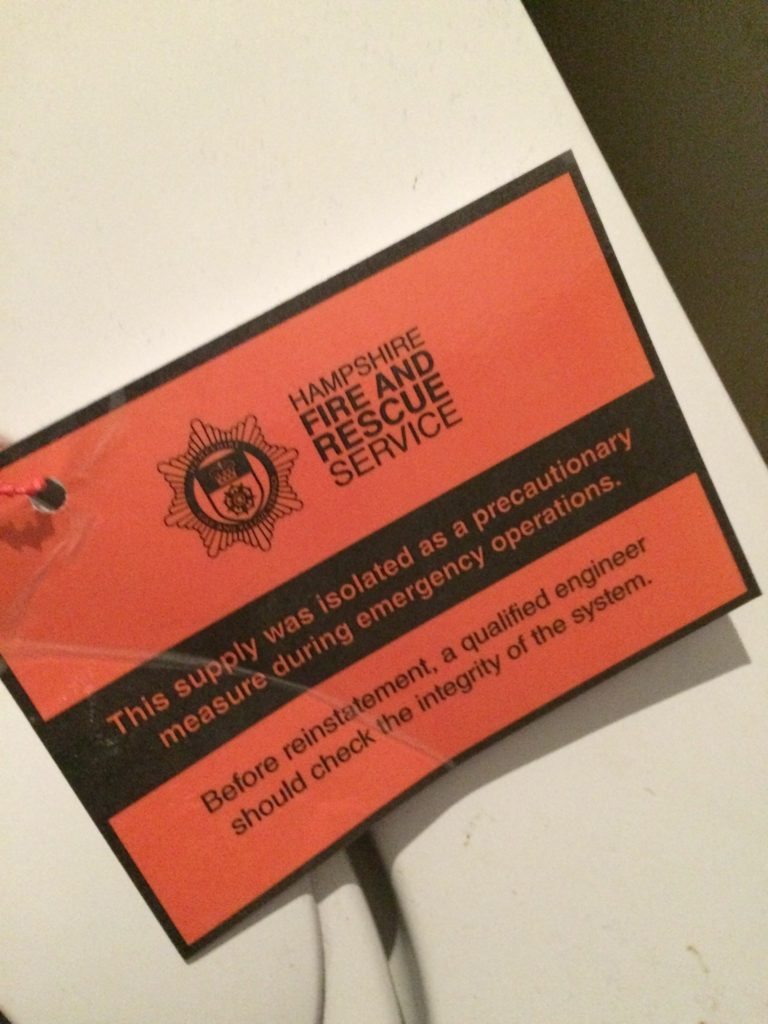 HAMPSHIRE
FIRE AND
RESCUE
SERVICE
This supply was isolated as a precautionary
measure during emergency operations.
Before reinstatement, a qualified engineer
should check the integrity of the system.